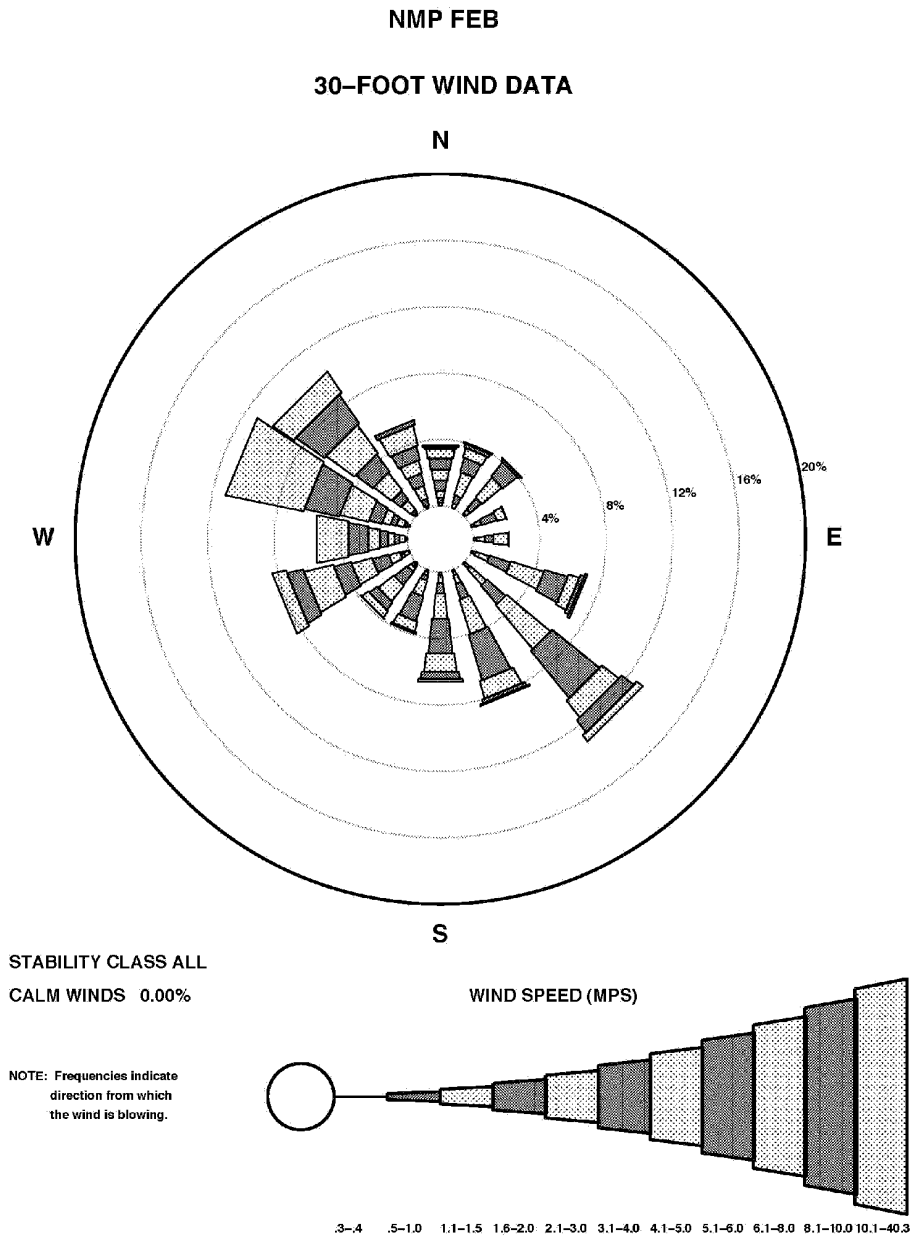 NMP FEB
30–FOOT WIND DATA
N
20%
16%
12%
8%
4%
W
E
S
STABILITY CLASS ALL
CALM WINDS 0.00%
WIND SPEED (MPS)
NOTE: Frequencies indicate
direction from which
the wind is blowing.
.3–.4 .5–1.0 1.1–1.5 1.6–2.0 2.1–3.0 3.1–4.0 4.1–5.0 5.1–6.0 6.1–8.0 8.1–10.0 10.1–40.3